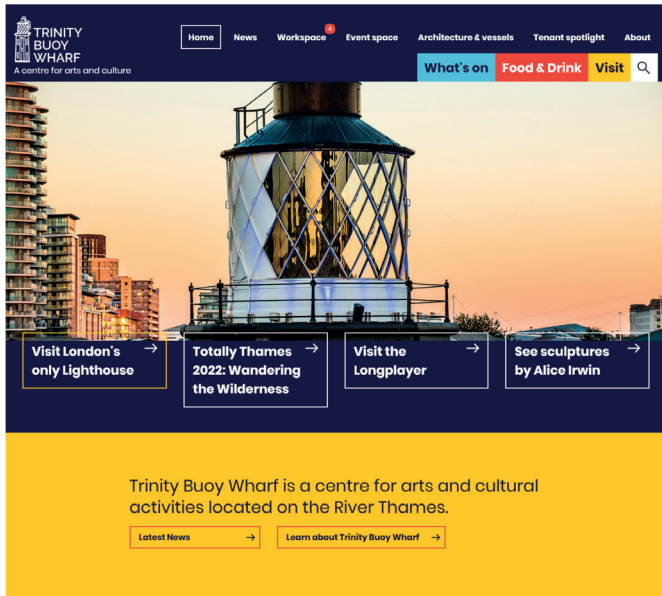 TRINITY
BUOY
WHARF
A centre for arts and culture
Home News Workspace 4 Event space Architecture & vessels Tenant spotlight About
What's on Food & Drink Visit
Visit London's
only Lighthouse
Totally Thames
2022: Wandering
the Wilderness
Visit the
Longplayer
See sculptures
by Alice Irwin
Trinity Buoy Wharf is a centre for arts and cultural
activities located on the River Thames.
Latest News
Learn about Trinity Buoy Wharf